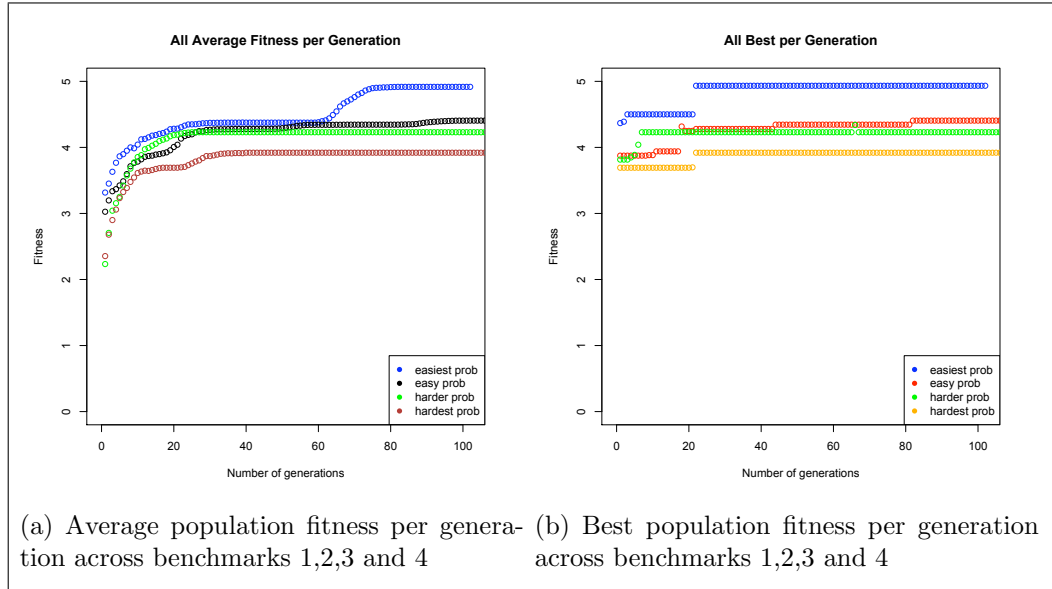 All Average Fitness per Generation
Fitness
5
4
3
2
1
0
easiest prob
easy prob
harder prob
hardest prob
0 20 40 60 80 100
Number of generations
All Best per Generation
Fitness
5
4
3
2
1
0
easiest prob
easy prob
harder prob
hardest prob
0 20 40 60 80 100
Number of generations
(a) Average population fitness per genera-
tion across benchmarks 1,2,3 and 4
(b) Best population fitness per generation
across benchmarks 1,2,3 and 4